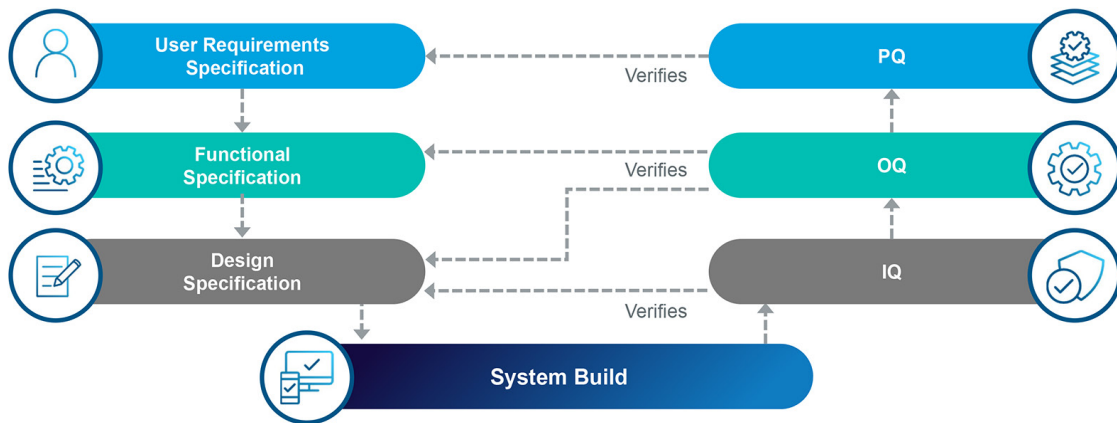 User Requirements
Specification
Verifies
PQ
Functional
Specification
Verifies
OQ
Design
Specification
Verifies
IQ
System Build